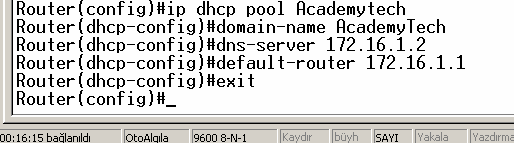 Router(config)#ip dhcp pool Academytech
Router(dhcp-config)#domain-name AcademyTech
Router(dhcp-config)#dns-server 172.16.1.2
Router(dhcp-config)#default-router 172.16.1.1
Router(dhcp-config)#exit
Router(config)#_
00:16:15 bağlanıldı OtoAlgıla 9600 8-N-1 Kaydır büyh SAYI Yakala Yazdırma